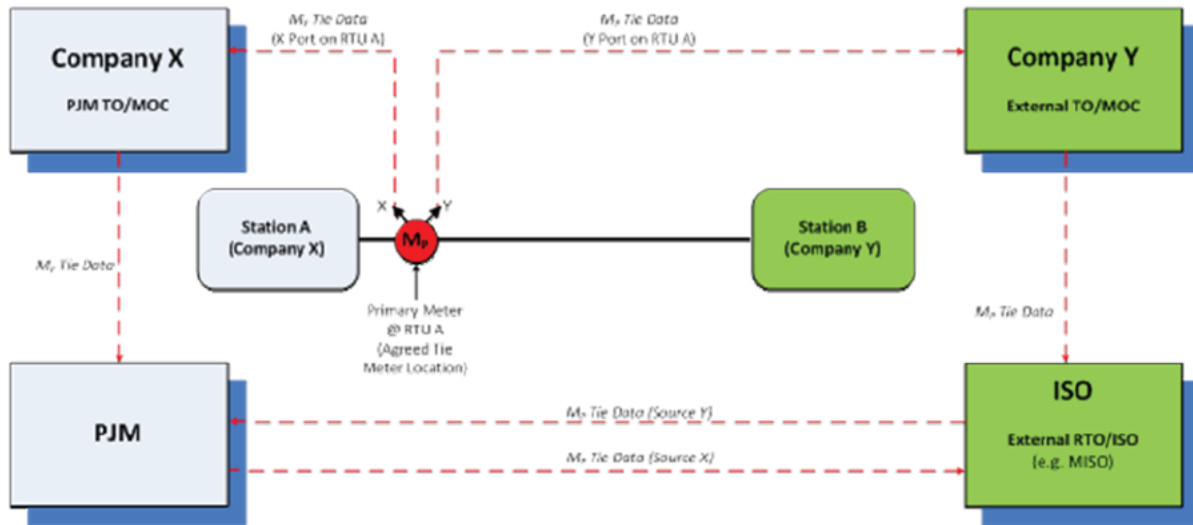 Mₚ Tie Data
(X Port on RTU A)
Mₚ Tie Data
(Y Port on RTU A)
Company X
PJM TO/MOC
Company Y
External TO/MOC
X
Y
Station A
(Company X)
Mₚ
Station B
(Company Y)
Mₚ Tie Data
Primary Meter
@ RTU A
(Agreed Tie
Meter Location)
Mₚ Tie Data
PJM
Mₚ Tie Data (Source Y)
Mₚ Tie Data (Source X)
ISO
External RTO/ISO
(e.g. MISO)